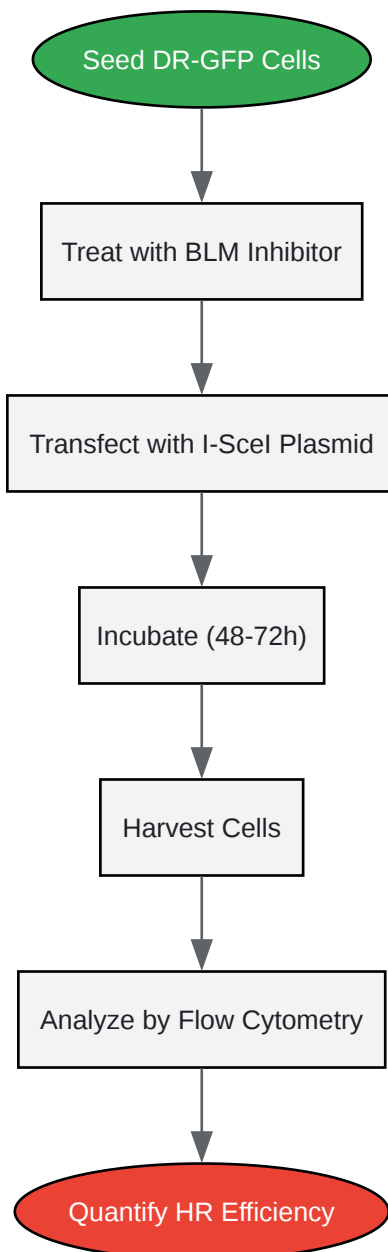 Seed DR-GFP Cells
Treat with BLM Inhibitor
Transfect with I-SceI Plasmid
Incubate (48-72h)
Harvest Cells
Analyze by Flow Cytometry
Quantify HR Efficiency